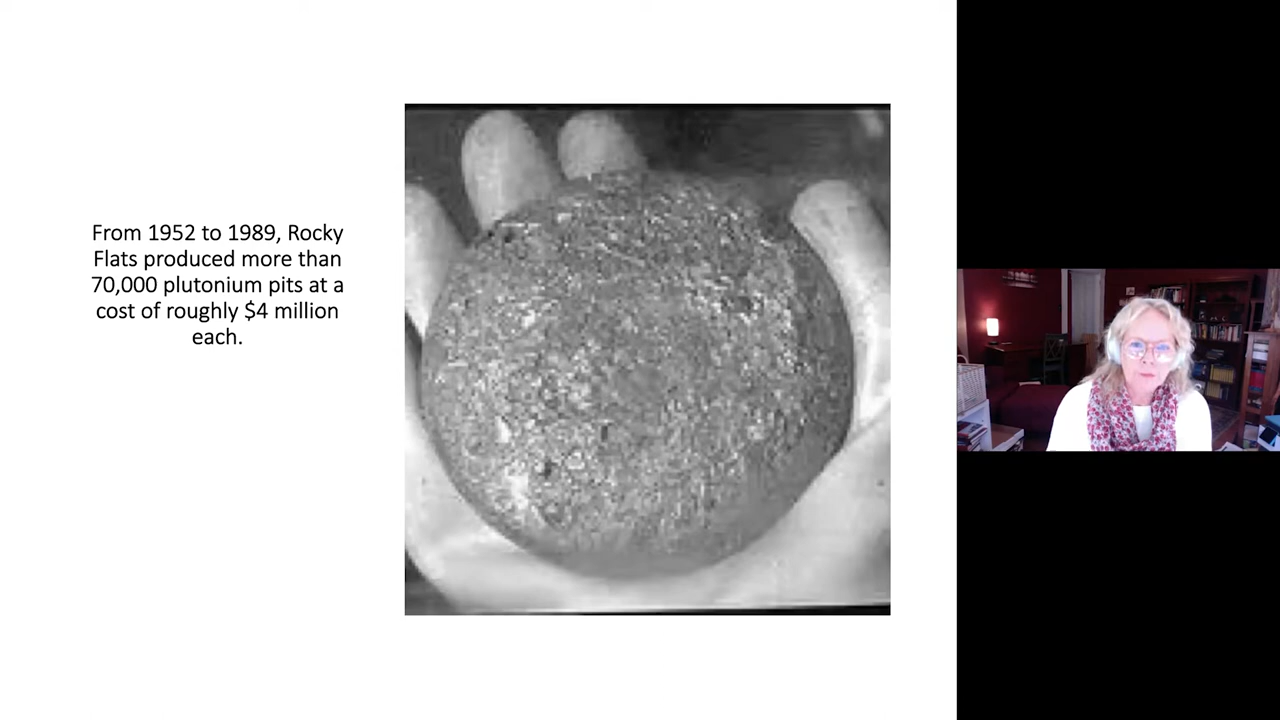 From 1952 to 1989, Rocky
Flats produced more than
70,000 plutonium pits at a
cost of roughly $4 million
each.